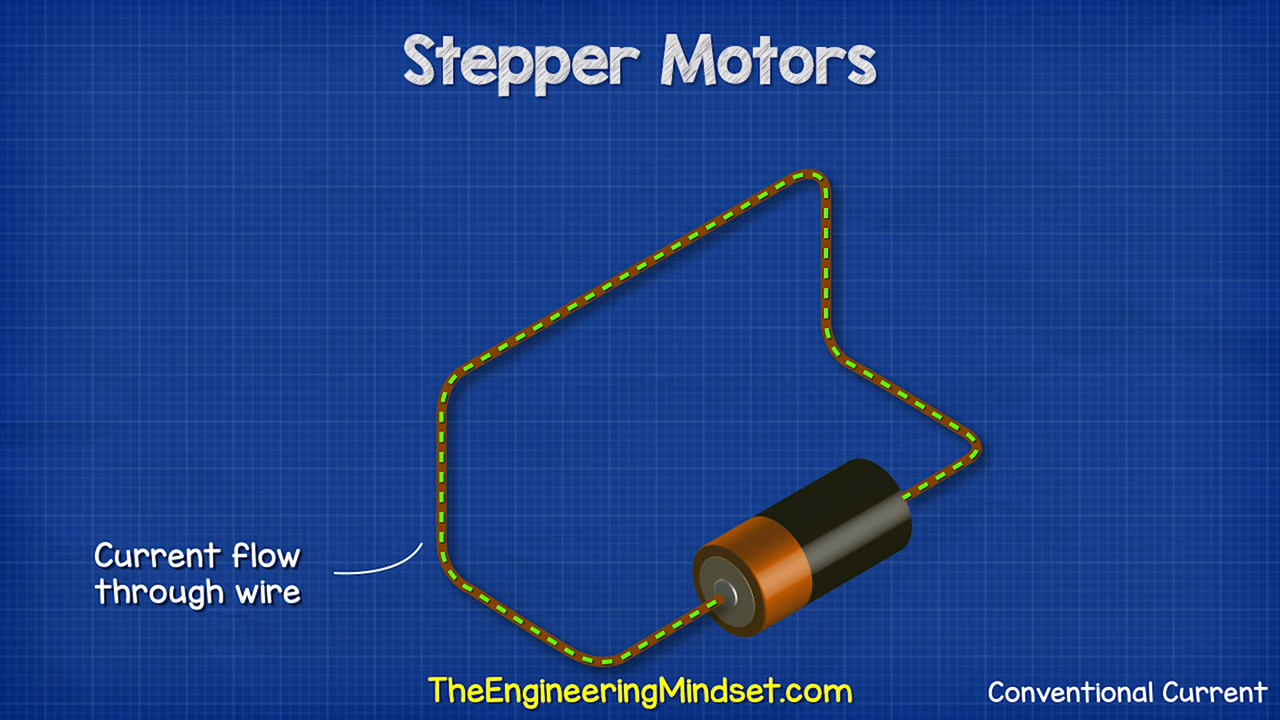 Stepper Motors
Current flow
through wire
TheEngineeringMindset.com
Conventional Current